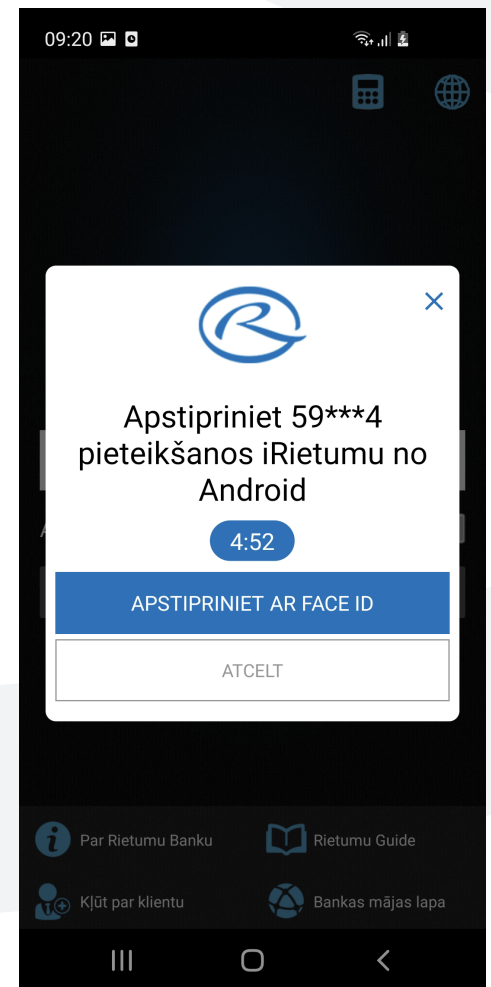 09:20
Apstipriniet 59***4
pieteikšanos iRietumu no
Android
4:52
APSTIPRINIET AR FACE ID
ATCELT
Par Rietumu Banku
Rietumu Guide
Kļūt par klientu
Bankas mājas lapa